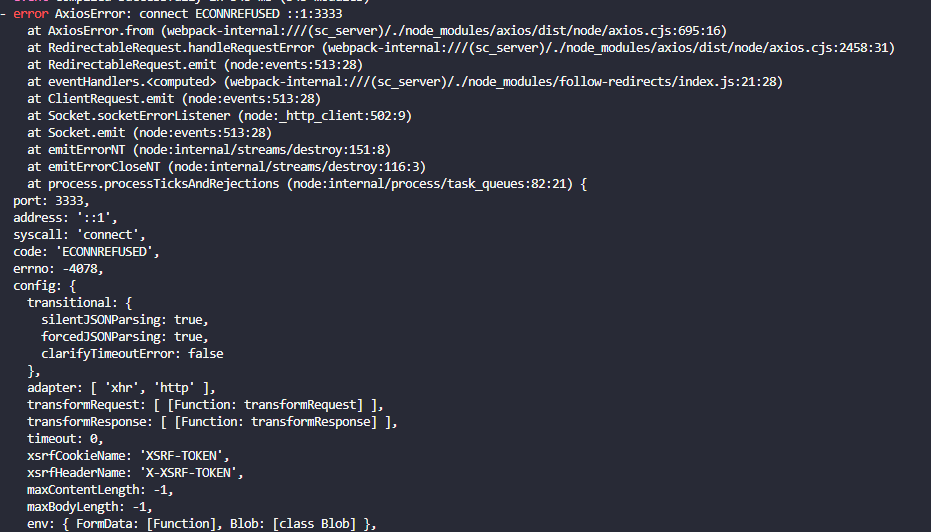 - error AxiosError: connect ECONNREFUSED ::1:3333
at AxiosError.from (webpack-internal:///(sc_server)/./node_modules/axios/dist/node/axios.cjs:695:16)
at RedirectableRequest.handleRequestError (webpack-internal:///(sc_server)/./node_modules/axios/dist/node/axios.cjs:2458:31)
at RedirectableRequest.emit (node:events:513:28)
at eventHandlers.<computed> (webpack-internal:///(sc_server)/./node_modules/follow-redirects/index.js:21:28)
at ClientRequest.emit (node:events:513:28)
at Socket.socketErrorListener (node:_http_client:502:9)
at Socket.emit (node:events:513:28)
at emitErrorNT (node:internal/streams/destroy:151:8)
at emitErrorCloseNT (node:internal/streams/destroy:116:3)
at process.processTicksAndRejections (node:internal/process/task_queues:82:21) {
port: 3333,
address: '::1',
syscall: 'connect',
code: 'ECONNREFUSED',
errno: -4078,
config: {
transitional: {
silentJSONParsing: true,
forcedJSONParsing: true,
clarifyTimeoutError: false
},
adapter: [ 'xhr', 'http' ],
transformRequest: [ [Function: transformRequest] ],
transformResponse: [ [Function: transformResponse] ],
timeout: 0,
xsrfCookieName: 'XSRF-TOKEN',
xsrfHeaderName: 'X-XSRF-TOKEN',
maxContentLength: -1,
maxBodyLength: -1,
env: { FormData: [Function], Blob: [class Blob] },